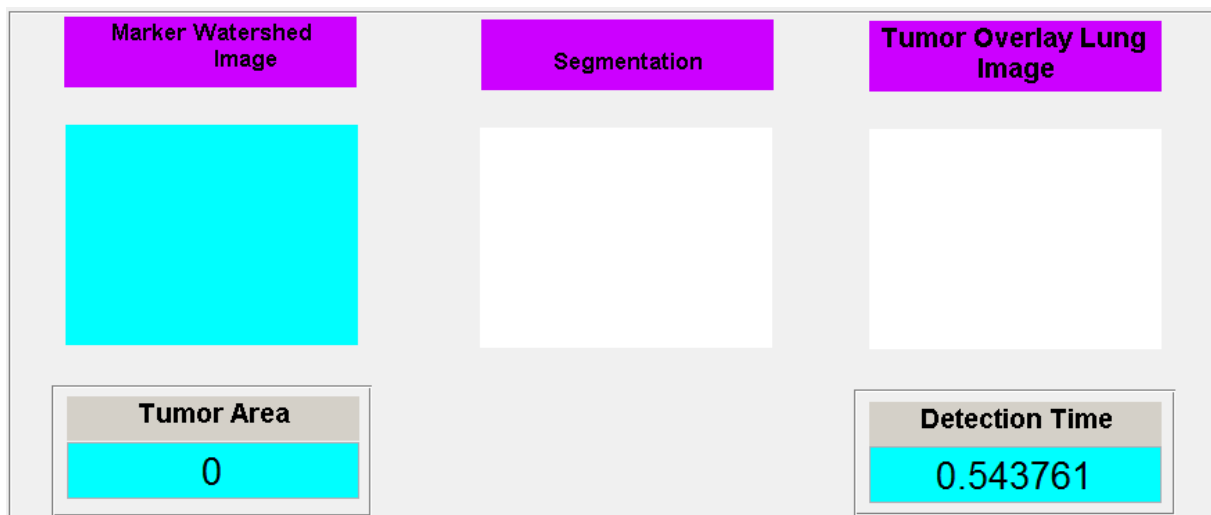 Marker Watershed
Image
Segmentation
Tumor Overlay Lung
Image
Tumor Area
0
Detection Time
0.543761